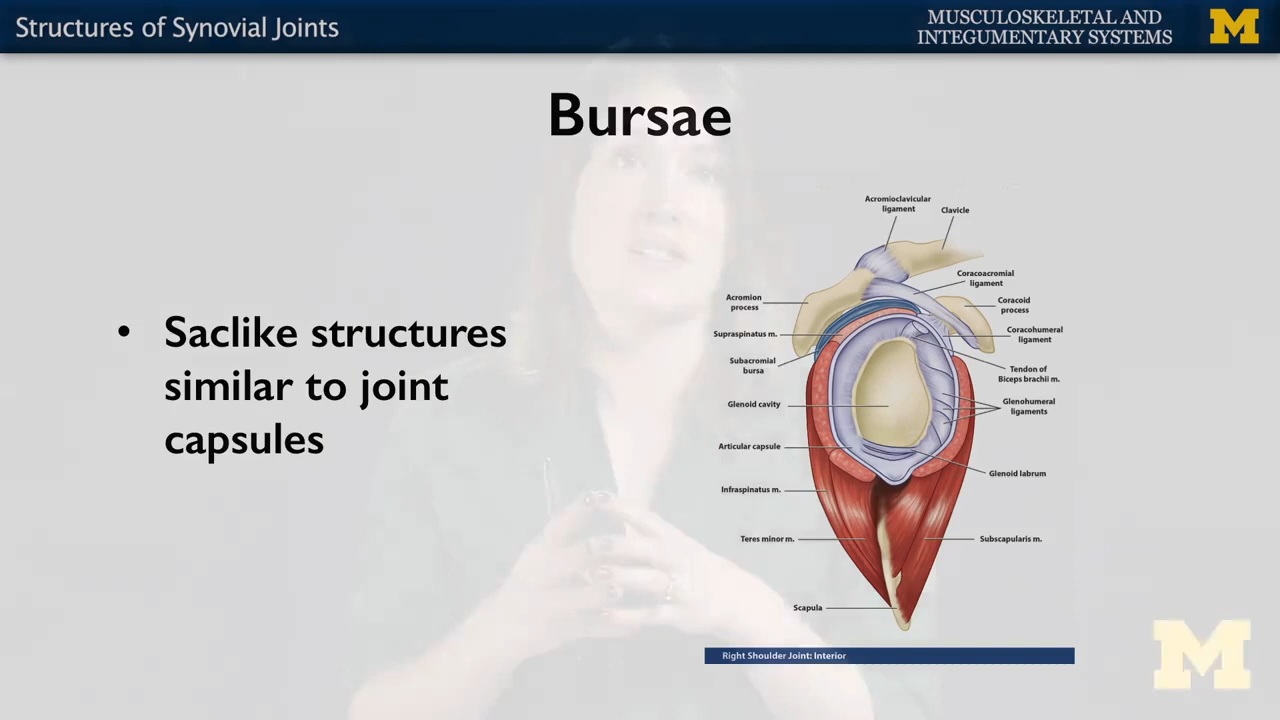 Structures of Synovial Joints
MUSCULOSKELETAL AND
INTEGUMENTARY SYSTEMS
M
Bursae
• Saclike structures
similar to joint
capsules
Acromioclavicular
ligament
Clavicle
Coracoacromial
ligament
Acromion
process
Coracoid
process
Supraspinatus m.
Coracohumeral
ligament
Subacromial
bursa
Tendon of
Biceps brachii m.
Glenoid cavity
Glenohumeral
ligaments
Articular capsule
Glenoid labrum
Infraspinatus m.
Teres minor m.
Subscapularis m.
Scapula
Right Shoulder Joint: Interior
M